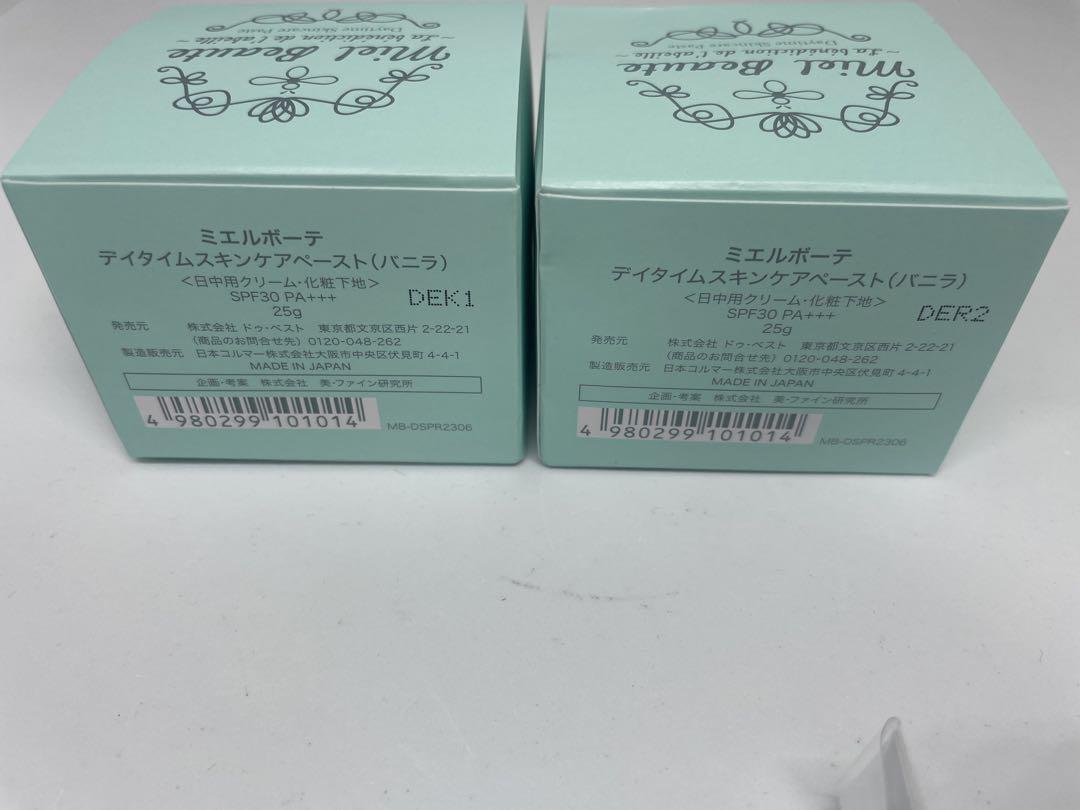 miel Beaute
~La bénédiction de l'abeille~
Daytime Skincare Paste
ミエルボーテ
デイタイムスキンケアペースト(バニラ)
<日中用クリーム・化粧下地>
SPF30 PA+++
25g
DEK1
発売元 株式会社 ドゥ・ベスト 東京都文京区西片 2-22-21
(商品のお問合せ先) 0120-048-262
製造販売元 日本コルマー株式会社大阪市中央区伏見町 4-4-1
MADE IN JAPAN
企画・考案 株式会社 美・ファイン研究所
4 980299 101014
MB-DSPR2306
miel Beaute
~La bénédiction de l'abeille~
Daytime Skincare Paste
ミエルボーテ
デイタイムスキンケアペースト(バニラ)
<日中用クリーム・化粧下地>
SPF30 PA+++
25g
DER2
発売元 株式会社 ドゥ・ベスト 東京都文京区西片 2-22-21
(商品のお問合せ先) 0120-048-262
製造販売元 日本コルマー株式会社大阪市中央区伏見町 4-4-1
MADE IN JAPAN
企画・考案 株式会社 美・ファイン研究所
4 980299 101014
MB-DSPR2306